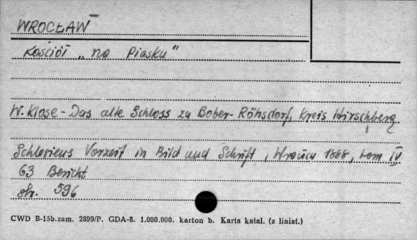 WROCŁAW
Kościół „na Piasku"
W. Klose - Das alte Schloss zu Bober-Röhsdorf, Kreis Hirschberg
Schlesiens Vorzeit in Bild und Schrift, 1888, tom IV
63 Bericht
str. 596
CWD B-15b. zam. 2899/P. GDA-8. 1.000.000. karton b. Karta katal. (z liniat.)